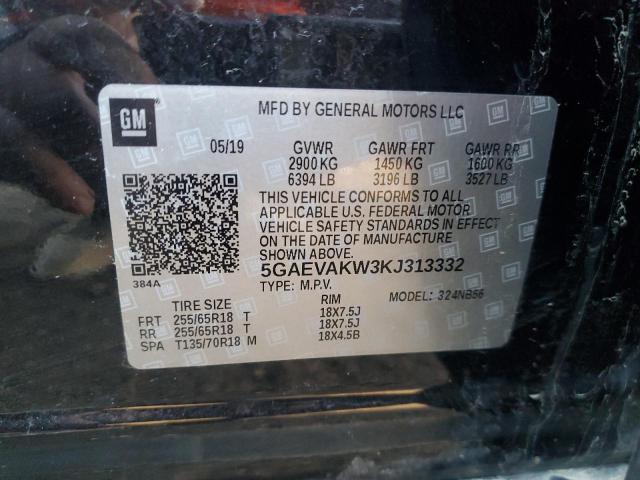 GM
MFD BY GENERAL MOTORS LLC
05/19 GVWR GAWR FRT GAWR RR
2900 KG 1450 KG 1600 KG
6394 LB 3196 LB 3527 LB
THIS VEHICLE CONFORMS TO ALL
APPLICABLE U.S. FEDERAL MOTOR
VEHICLE SAFETY STANDARDS IN EFFECT
ON THE DATE OF MANUFACTURE
SHOWN ABOVE.
384A
5GAEVAKW3KJ313332
TYPE: M.P.V. MODEL: 324NB56
TIRE SIZE RIM
FRT 255/65R18 T 18X7.5J
RR 255/65R18 T 18X7.5J
SPA T135/70R18 M 18X4.5B